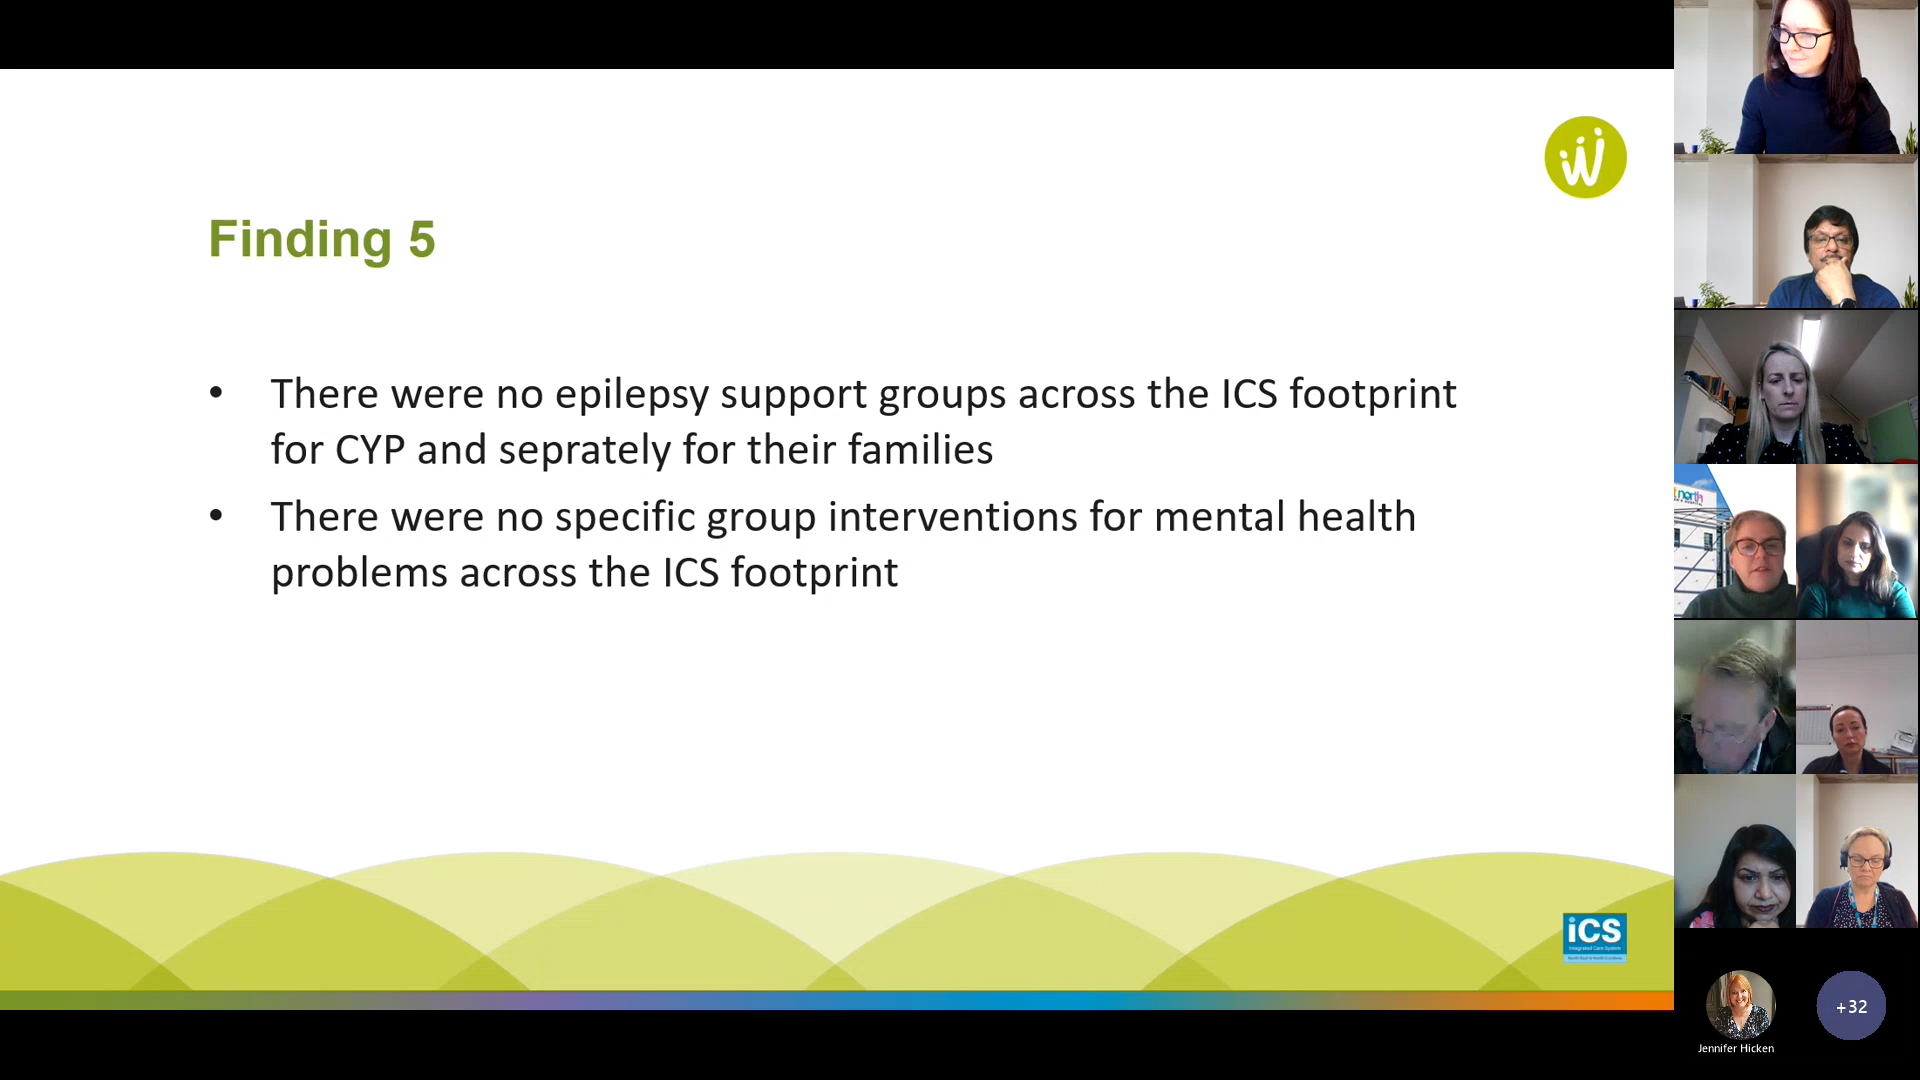 Finding 5
• There were no epilepsy support groups across the ICS footprint
for CYP and seprately for their families
• There were no specific group interventions for mental health
problems across the ICS footprint
iCS
Integrated Care System
north
Jennifer Hicken
+32